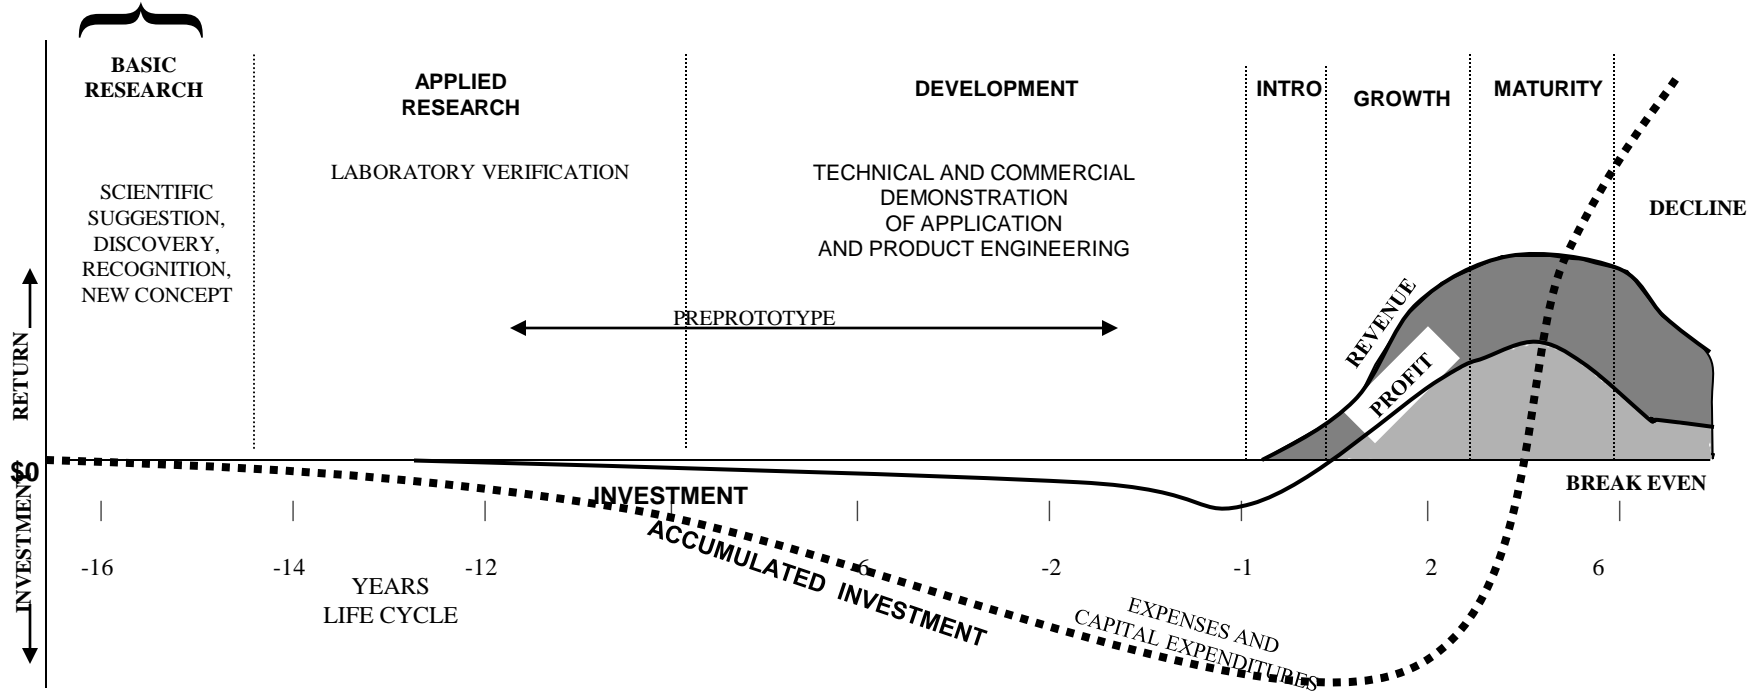 BASIC
RESEARCH
APPLIED
RESEARCH
DEVELOPMENT
INTRO
GROWTH
MATURITY
DECLINE
SCIENTIFIC
SUGGESTION,
DISCOVERY,
RECOGNITION,
NEW CONCEPT
LABORATORY VERIFICATION
TECHNICAL AND COMMERCIAL
DEMONSTRATION
OF APPLICATION
AND PRODUCT ENGINEERING
PREPROTOTYPE
REVENUE
PROFIT
RETURN
$0
INVESTMENT
BREAK EVEN
INVESTMENT
ACCUMULATED INVESTMENT
EXPENSES AND
CAPITAL EXPENDITURES
-16
-14
-12
-6
-2
-1
2
6
YEARS
LIFE CYCLE